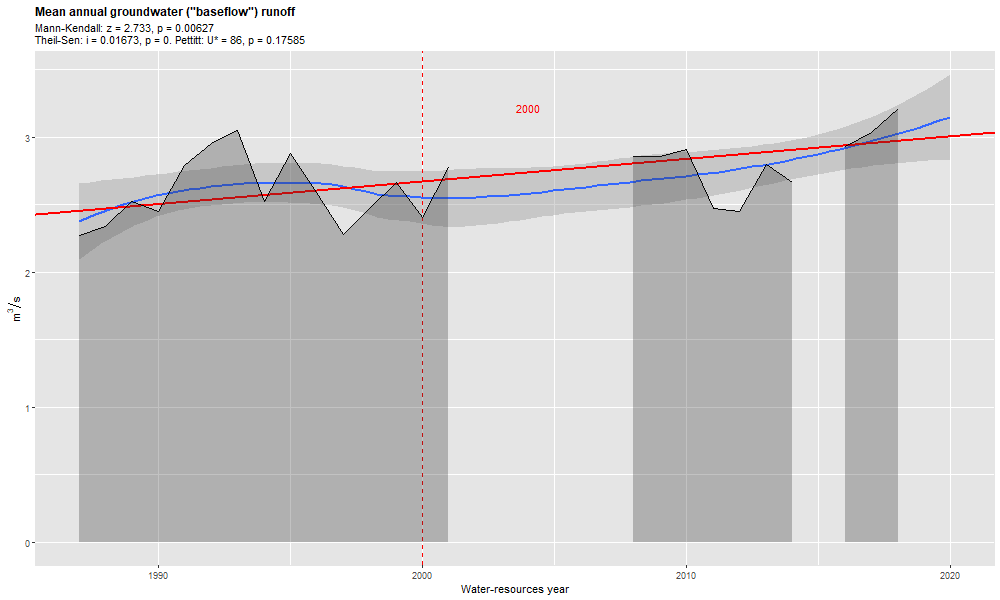 Mean annual groundwater ("baseflow") runoff
Mann-Kendall: z = 2.733, p = 0.00627
Theil-Sen: i = 0.01673, p = 0. Pettitt: U* = 86, p = 0.17585
2000
3
2
1
0
m³/s
1990
2000
2010
2020
Water-resources year